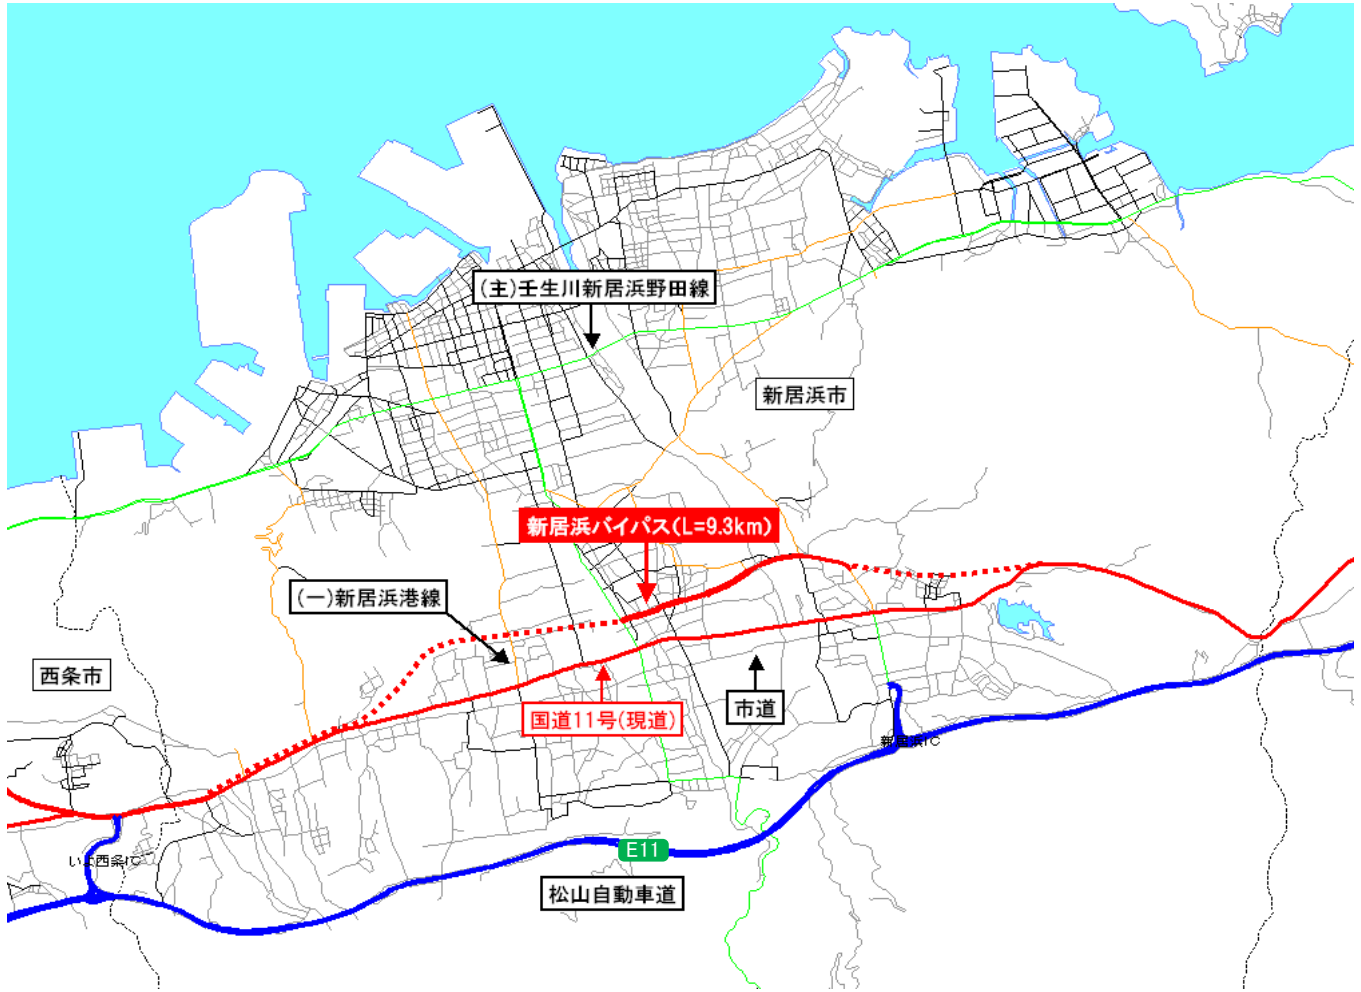 (主)壬生川新居浜野田線
新居浜市
新居浜バイパス(L=9.3km)
(一)新居浜港線
西条市
国道11号(現道)
市道
新居浜IC
E11
いよ西条IC
松山自動車道